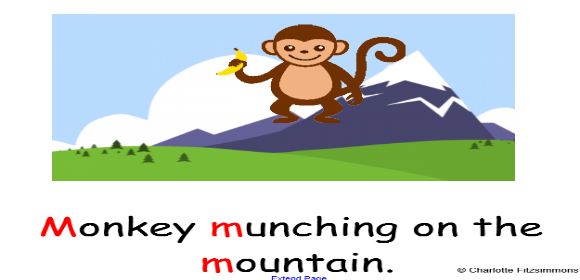 Monkey munching on the
mountain.
Extend Page
© Charlotte Fitzsimmons